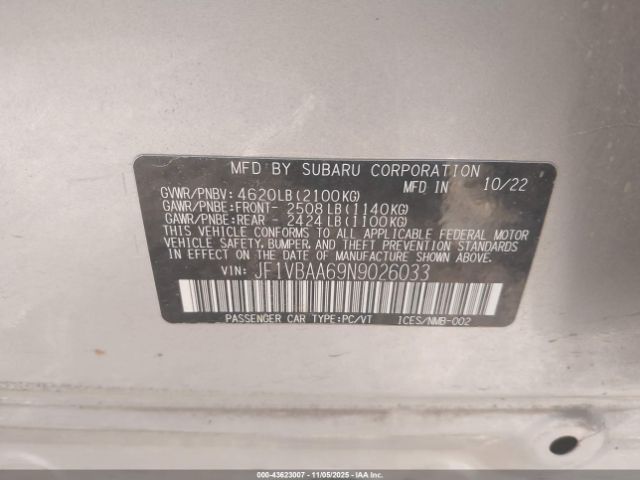 MFD BY SUBARU CORPORATION
MFD IN 10/22
GVWR/PNBV: 4620LB(2100KG)
GAWR/PNBE:FRONT- 2508LB(1140KG)
GAWR/PNBE:REAR - 2424LB(1100KG)
THIS VEHICLE CONFORMS TO ALL APPLICABLE FEDERAL MOTOR
VEHICLE SAFETY, BUMPER, AND THEFT PREVENTION STANDARDS
IN EFFECT ON THE DATE OF MANUFACTURE SHOWN ABOVE.
VIN: JF1VBAA69N9026033
PASSENGER CAR TYPE:PC/VT ICES/NMB-002
000-43623007 - 11/05/2025 - IAAI.COM